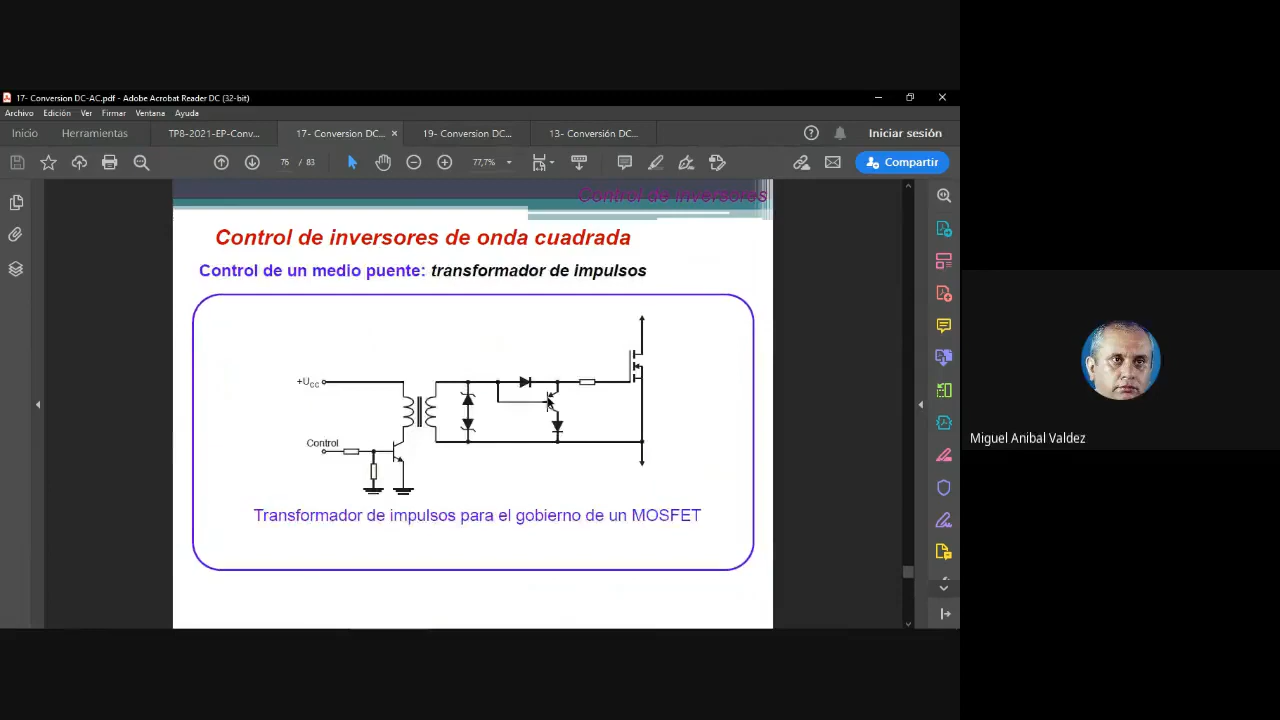 17- Conversion DC-AC.pdf - Adobe Acrobat Reader DC (32-bit)
Archivo Edición Ver Firmar Ventana Ayuda
Inicio Herramientas TP8-2021-EP-Conv... 17- Conversion DC... 19- Conversion DC... 13- Conversión DC... Iniciar sesión
76 / 83 77,7% Compartir
Control de inversores
Control de inversores de onda cuadrada
Control de un medio puente: transformador de impulsos
+UCC
Control
Transformador de impulsos para el gobierno de un MOSFET
Miguel Anibal Valdez